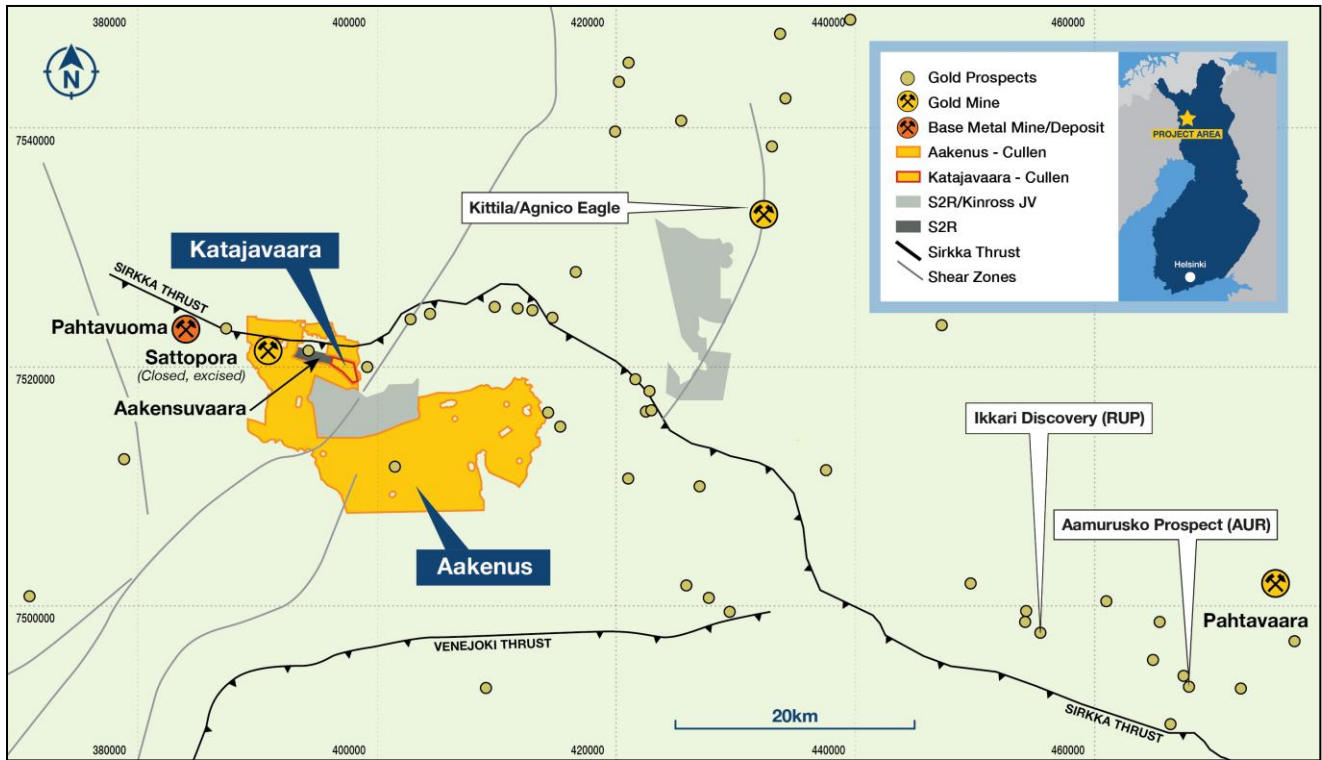 380000
400000
420000
440000
460000
N
7540000
7520000
7500000
Gold Prospects
Gold Mine
Base Metal Mine/Deposit
Aakenus - Cullen
Katajavaara - Cullen
S2R/Kinross JV
S2R
Sirkka Thrust
Shear Zones
PROJECT AREA
Helsinki
Kittila/Agnico Eagle
Katajavaara
SIRKKA THRUST
Pahtavuoma
Sattopora
(Closed, excised)
Aakensuvaara
Aakenus
Ikkari Discovery (RUP)
Aamurusko Prospect (AUR)
Pahtavaara
VENEJOKI THRUST
20km
SIRKKA THRUST
380000
400000
420000
440000
460000